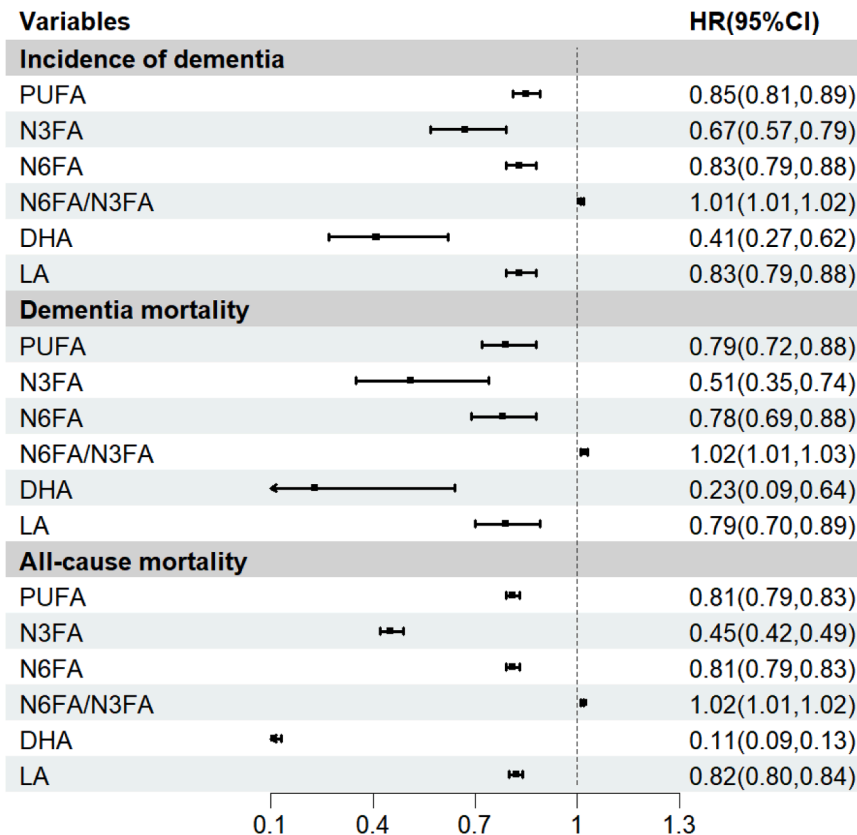 Variables HR(95%CI)
Incidence of dementia
PUFA 0.85(0.81,0.89)
N3FA 0.67(0.57,0.79)
N6FA 0.83(0.79,0.88)
N6FA/N3FA 1.01(1.01,1.02)
DHA 0.41(0.27,0.62)
LA 0.83(0.79,0.88)
Dementia mortality
PUFA 0.79(0.72,0.88)
N3FA 0.51(0.35,0.74)
N6FA 0.78(0.69,0.88)
N6FA/N3FA 1.02(1.01,1.03)
DHA 0.23(0.09,0.64)
LA 0.79(0.70,0.89)
All-cause mortality
PUFA 0.81(0.79,0.83)
N3FA 0.45(0.42,0.49)
N6FA 0.81(0.79,0.83)
N6FA/N3FA 1.02(1.01,1.02)
DHA 0.11(0.09,0.13)
LA 0.82(0.80,0.84)
0.1 0.4 0.7 1 1.3